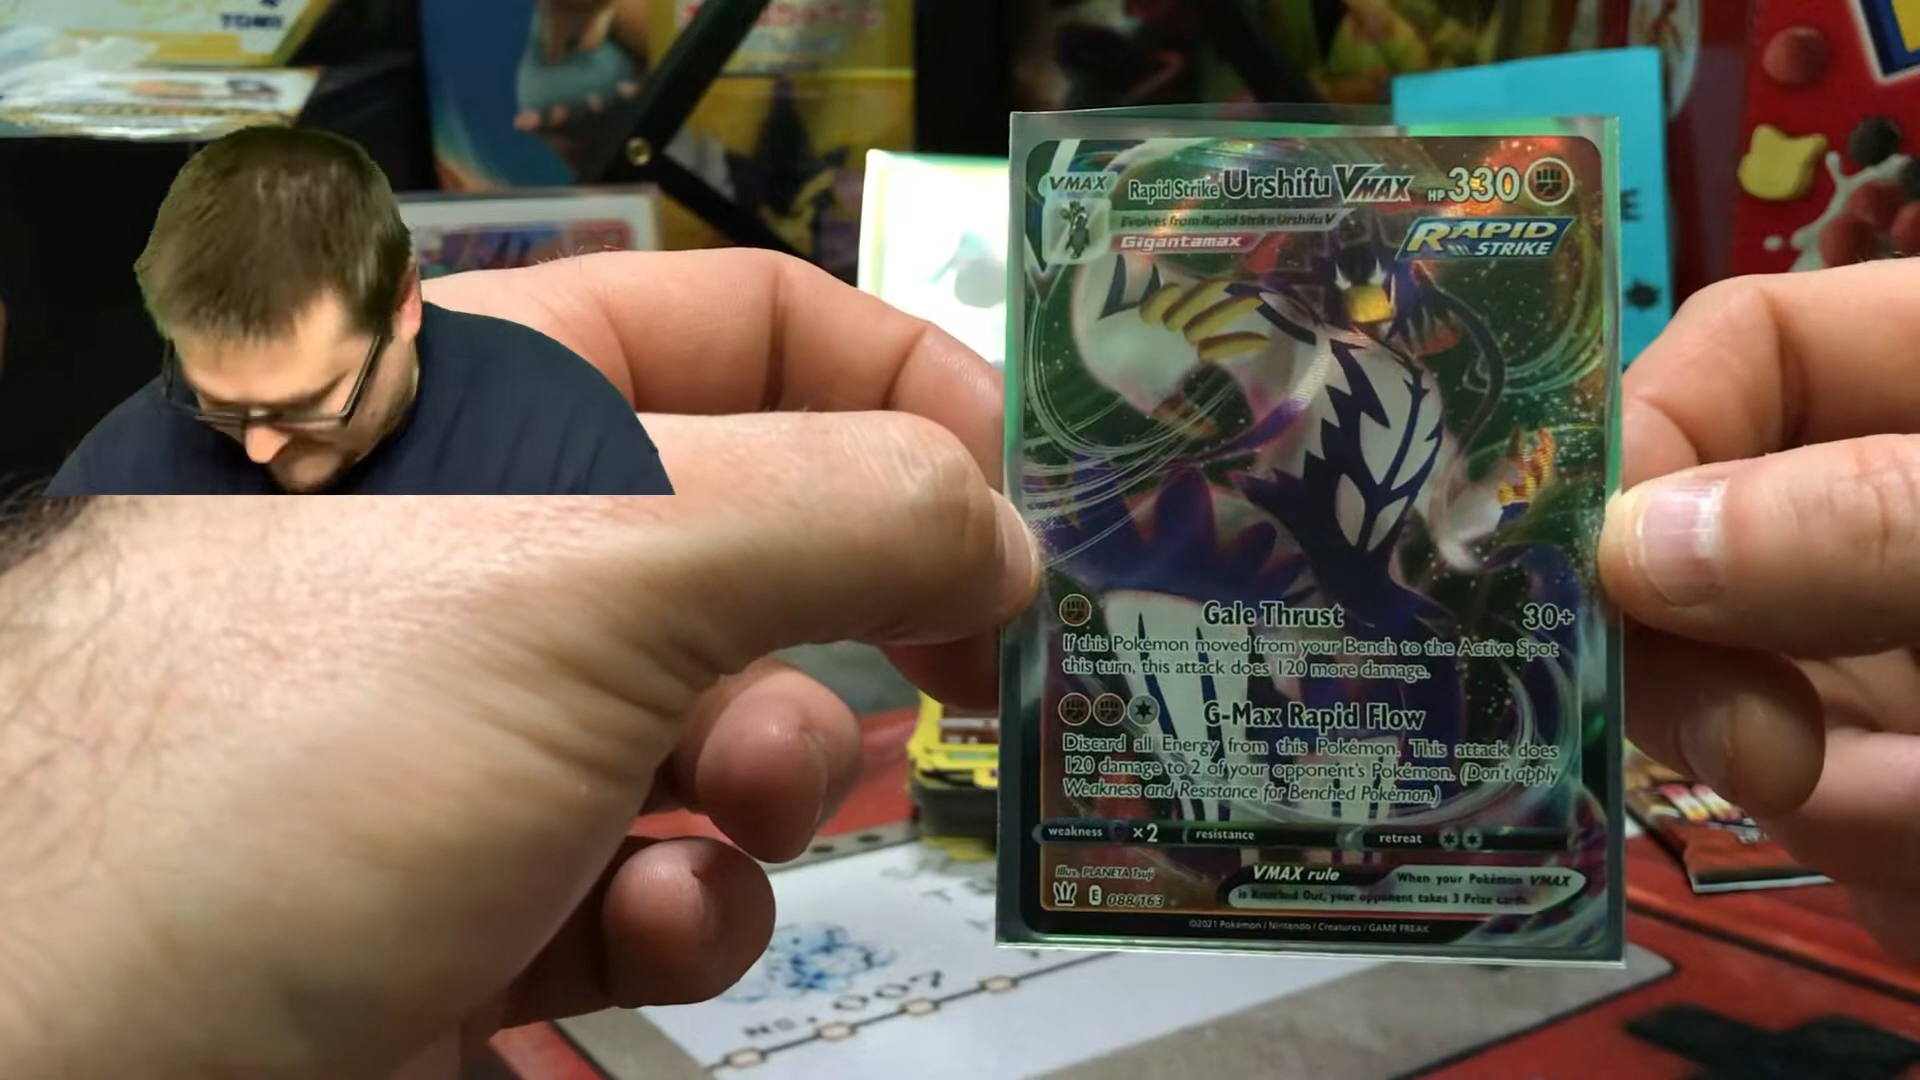 TOMY
VMAX Rapid Strike Urshifu VMAX HP 330
Evolves from Rapid Strike Urshifu V
Gigantamax
RAPID
STRIKE
Gale Thrust 30+
If this Pokémon moved from your Bench to the Active Spot
this turn, this attack does 120 more damage.
G-Max Rapid Flow
Discard all Energy from this Pokémon. This attack does
120 damage to 2 of your opponent's Pokémon. (Don't apply
Weakness and Resistance for Benched Pokémon.)
weakness ×2 resistance retreat
Illus. PLANETA Tsuji
VMAX rule When your Pokémon VMAX
is Knocked Out, your opponent takes 3 Prize cards.
E 088/163
©2021 Pokémon / Nintendo / Creatures / GAME FREAK
NO. 007